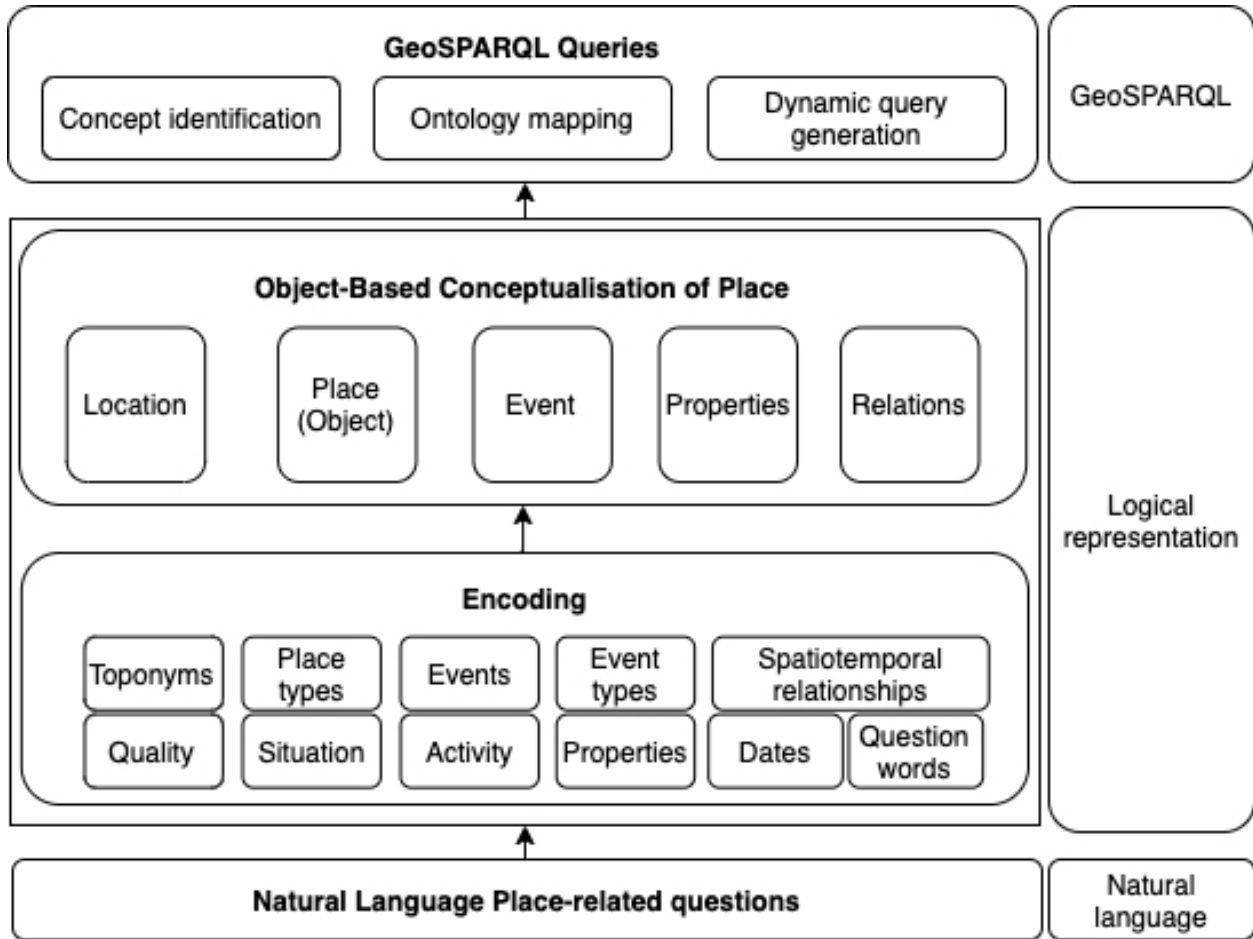 GeoSPARQL Queries
Concept identification
Ontology mapping
Dynamic query
generation
GeoSPARQL
Object-Based Conceptualisation of Place
Location
Place
(Object)
Event
Properties
Relations
Logical
representation
Encoding
Toponyms
Place
types
Events
Event
types
Spatiotemporal
relationships
Quality
Situation
Activity
Properties
Dates
Question
words
Natural Language Place-related questions
Natural
language